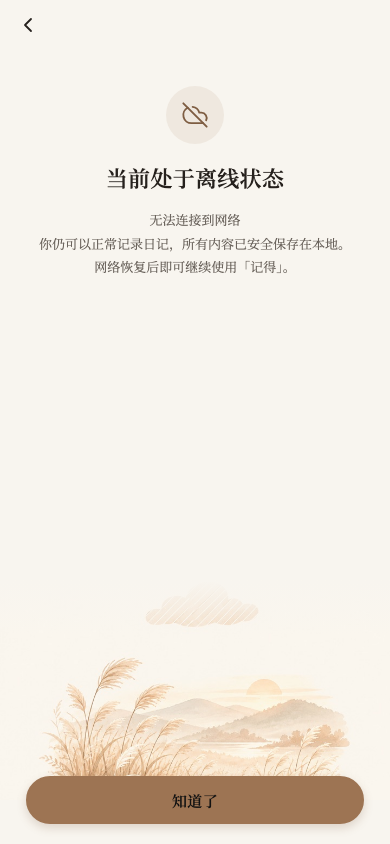 当前处于离线状态
无法连接到网络
你仍可以正常记录日记，所有内容已安全保存在本地。
网络恢复后即可继续使用「记得」。
知道了